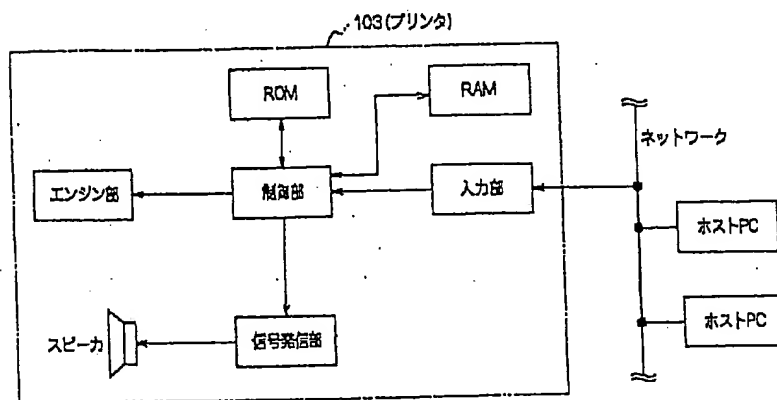 103(プリンタ)
ROM
RAM
ネットワーク
エンジン部
制御部
入力部
ホストPC
スピーカ
信号発信部
ホストPC